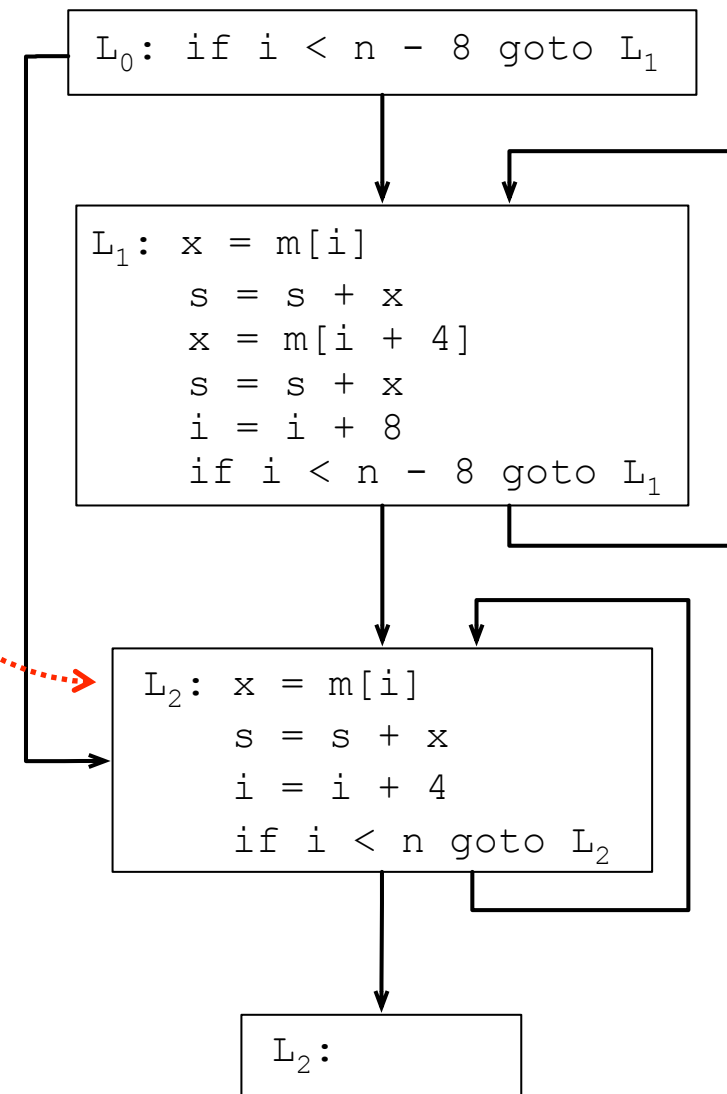 L₀: if i < n - 8 goto L₁
L₁: x = m[i]
s = s + x
x = m[i + 4]
s = s + x
i = i + 8
if i < n - 8 goto L₁
L₂: x = m[i]
s = s + x
i = i + 4
if i < n goto L₂
L₂: